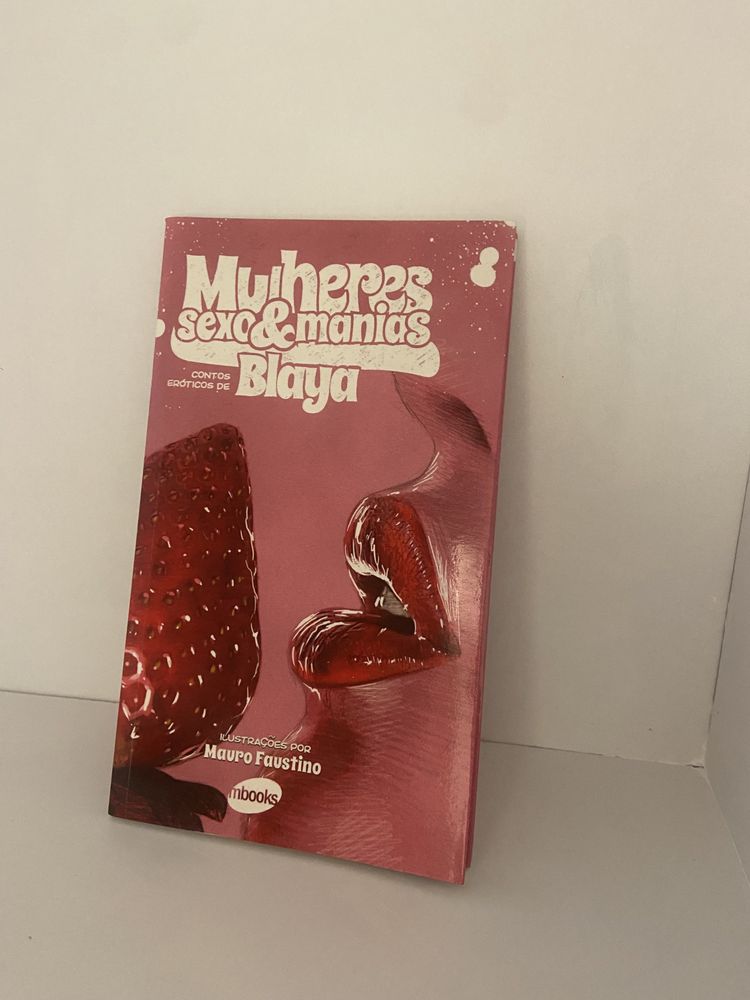 Mulheres
sexo&manias
CONTOS
ERÓTICOS DE
Blaya
ILUSTRAÇÕES POR
Mauro Faustino
mbooks